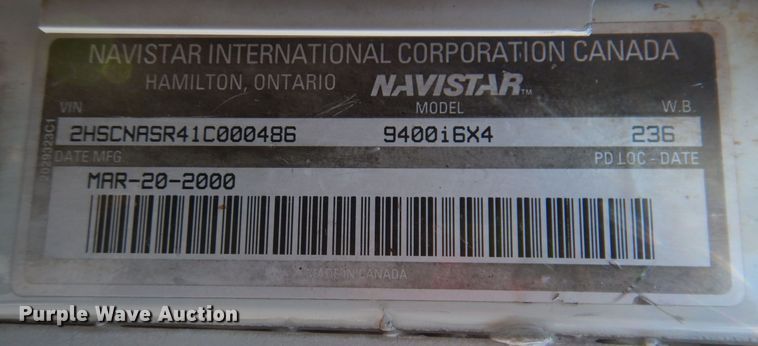 NAVISTAR INTERNATIONAL CORPORATION CANADA
HAMILTON, ONTARIO NAVISTAR
VIN MODEL W.B.
2HSCNASR41C000486 9400i6X4 236
DATE MFG. PD LOC - DATE
MAR-20-2000
MADE IN CANADA
2029323C1
Purple Wave Auction